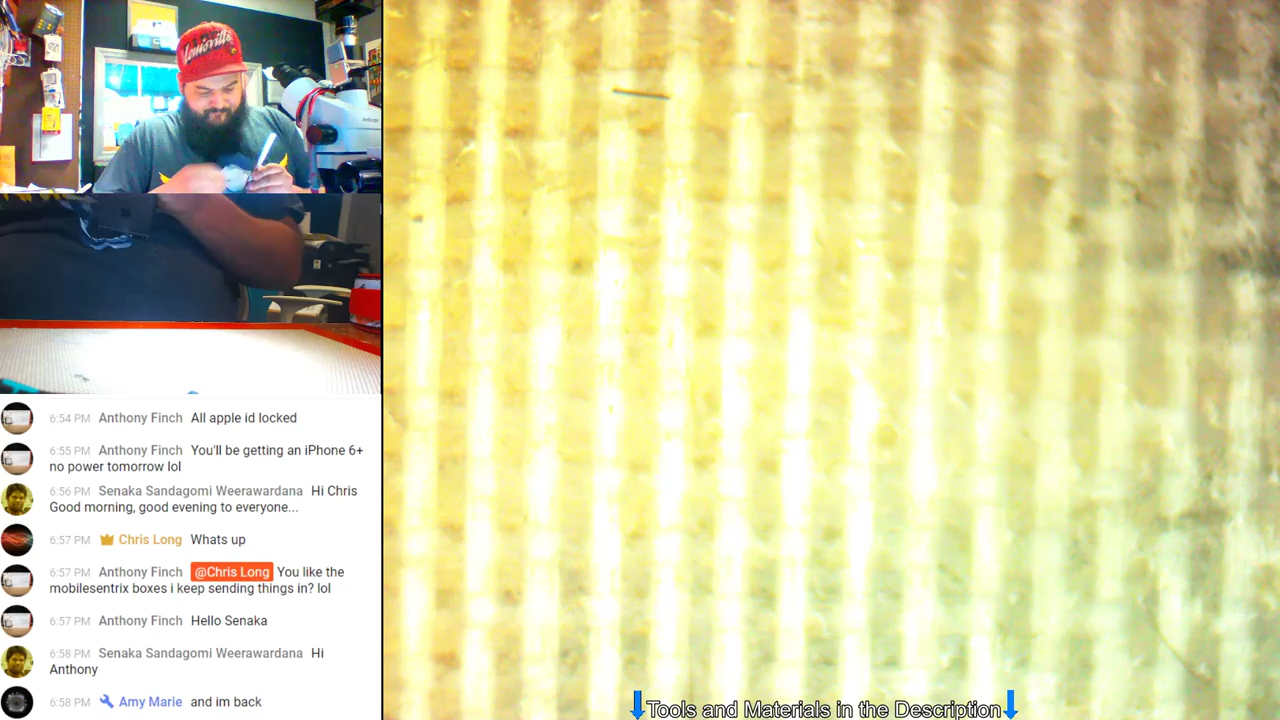 Louisville
6:54 PM Anthony Finch All apple id locked
6:55 PM Anthony Finch You'll be getting an iPhone 6+
no power tomorrow lol
6:56 PM Senaka Sandagomi Weerawardana Hi Chris
Good morning, good evening to everyone...
6:57 PM Chris Long Whats up
6:57 PM Anthony Finch @Chris Long You like the
mobilesentrix boxes i keep sending things in? lol
6:57 PM Anthony Finch Hello Senaka
6:58 PM Senaka Sandagomi Weerawardana Hi
Anthony
6:58 PM Amy Marie and im back
Tools and Materials in the Description